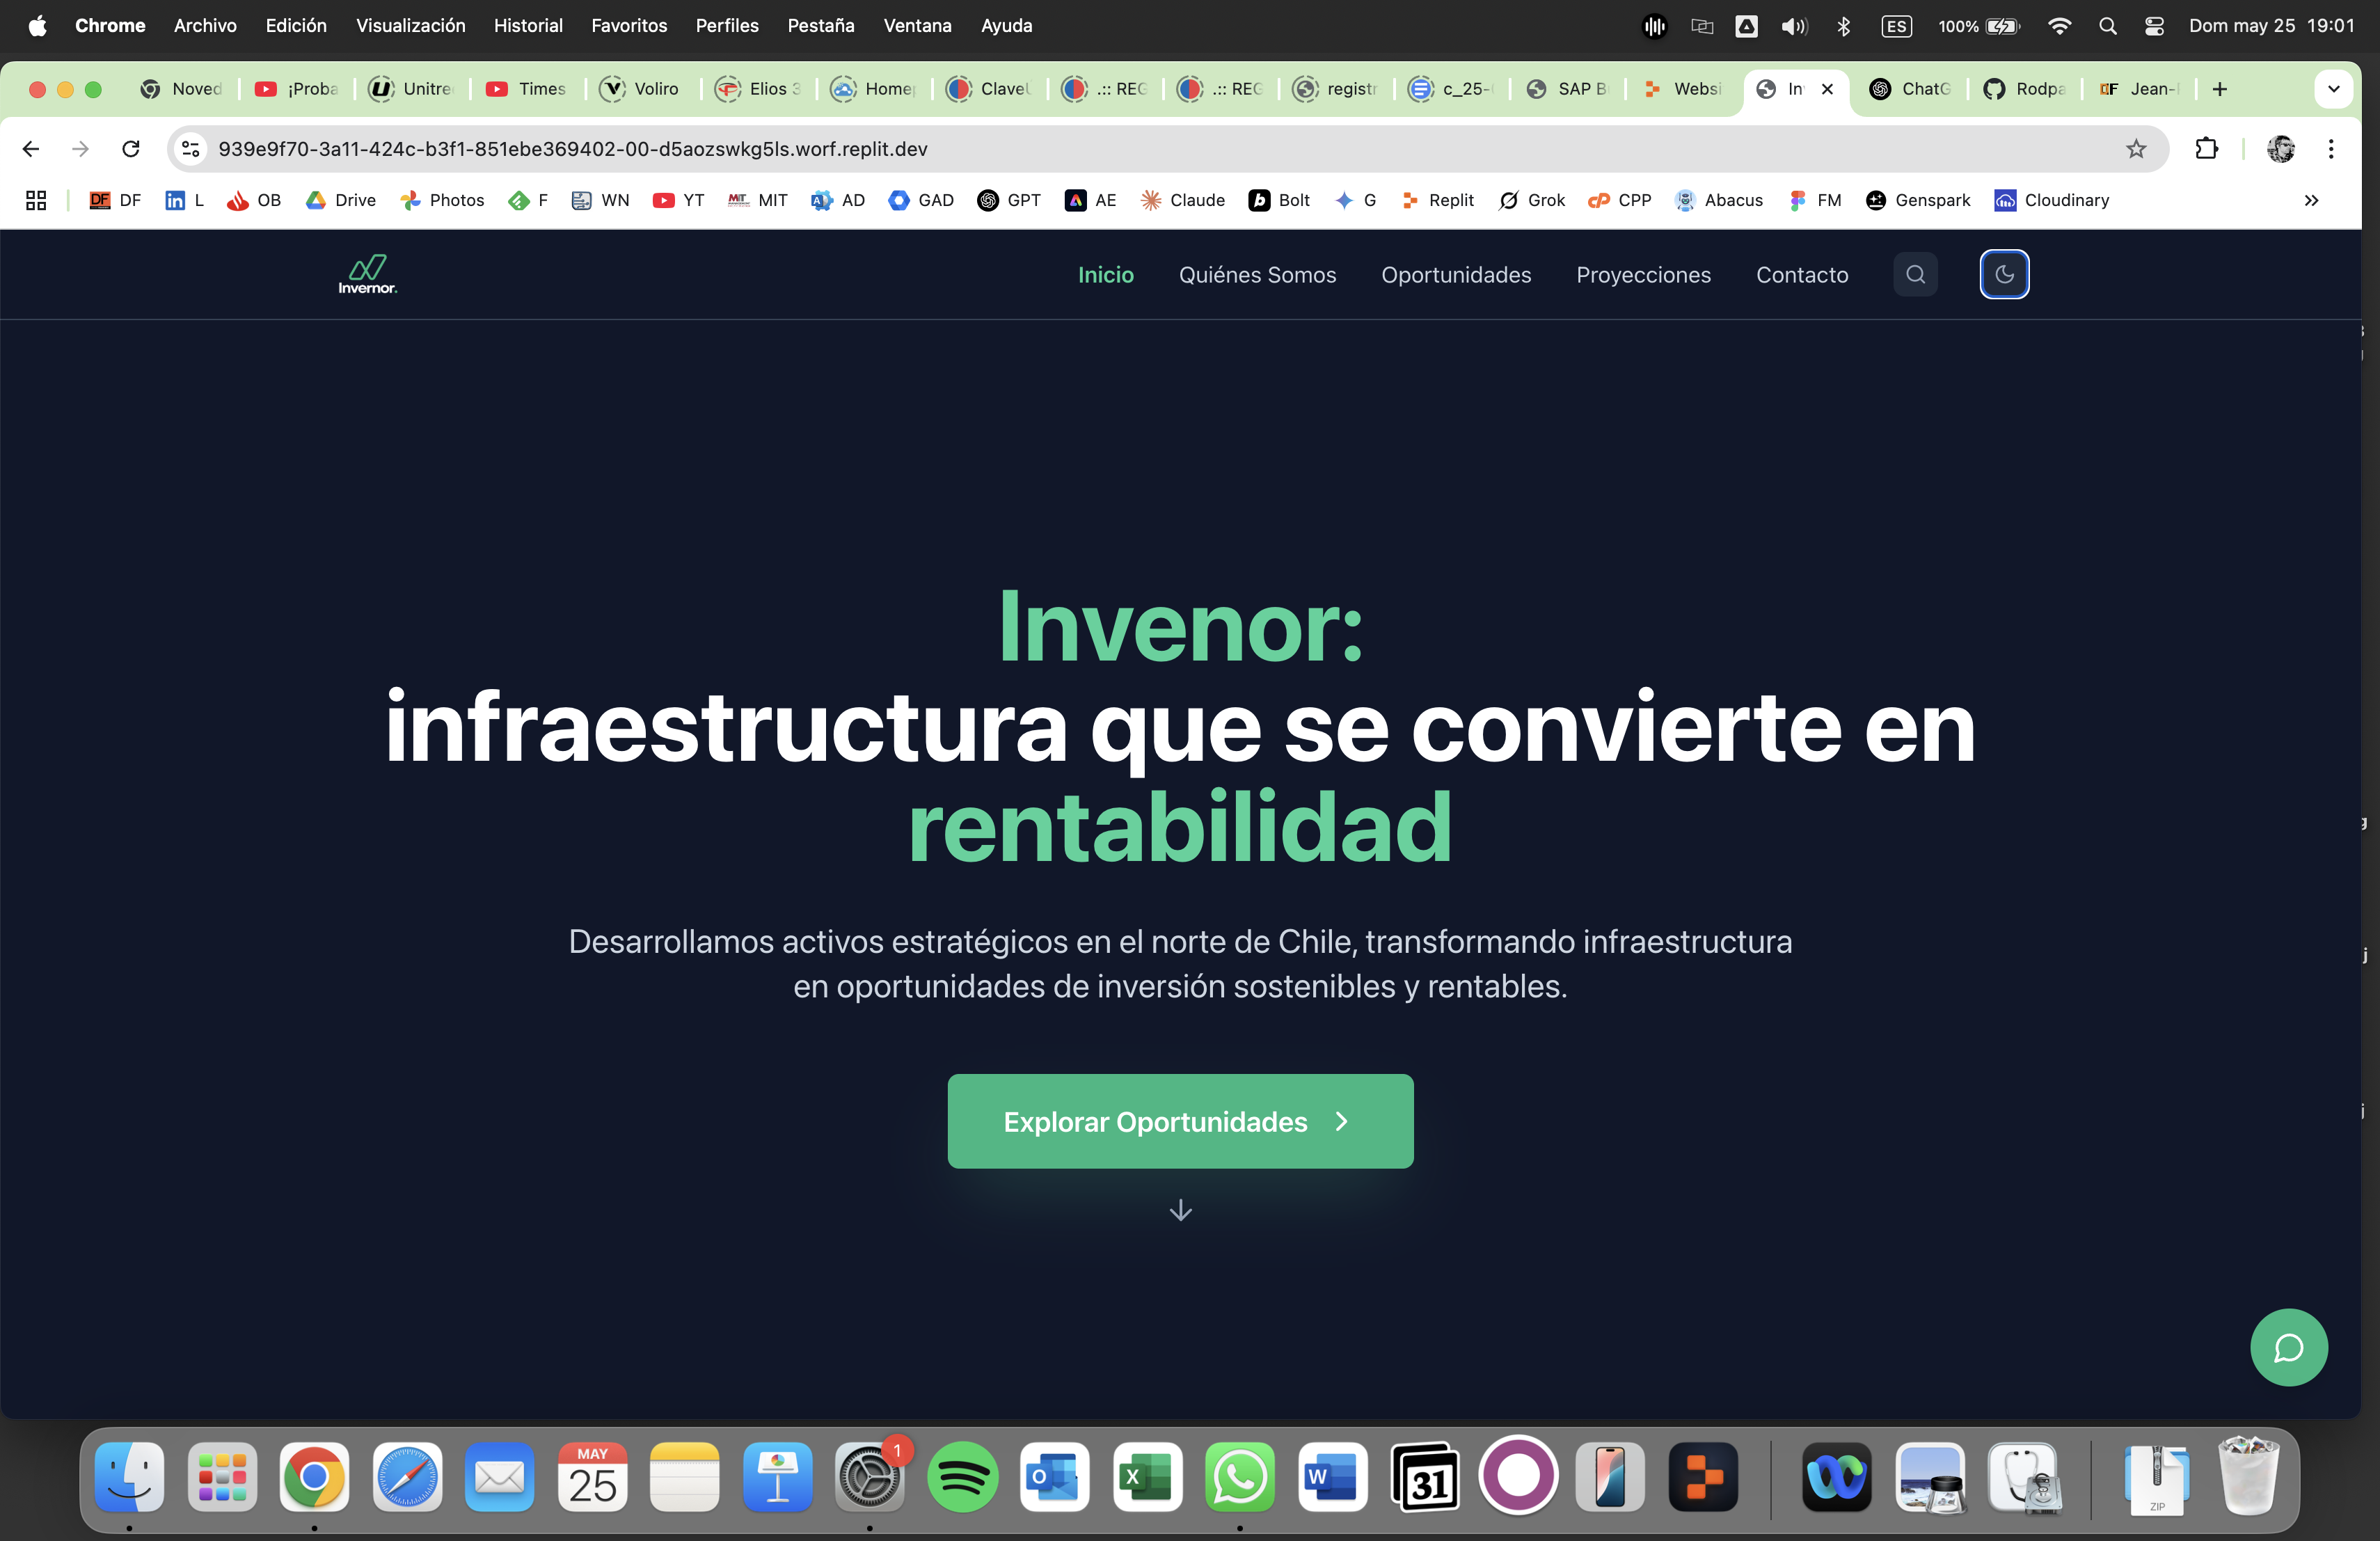 Chrome Archivo Edición Visualización Historial Favoritos Perfiles Pestaña Ventana Ayuda ES 100% Dom may 25 19:01
Noved ¡Proba Unitre Times Voliro Elios 3 Home ClaveU .:: REG .:: REG registr c_25- SAP B Websi In ChatG Rodpa Jean-
939e9f70-3a11-424c-b3f1-851ebe369402-00-d5aozswkg5ls.worf.replit.dev
DF DF L OB Drive Photos F WN YT MIT MIT AD GAD GPT AE Claude Bolt G Replit Grok CPP Abacus FM Genspark Cloudinary
Invernor. Inicio Quiénes Somos Oportunidades Proyecciones Contacto
Invenor:
infraestructura que se convierte en
rentabilidad
Desarrollamos activos estratégicos en el norte de Chile, transformando infraestructura
en oportunidades de inversión sostenibles y rentables.
Explorar Oportunidades
MAY
25
1
31
ZIP